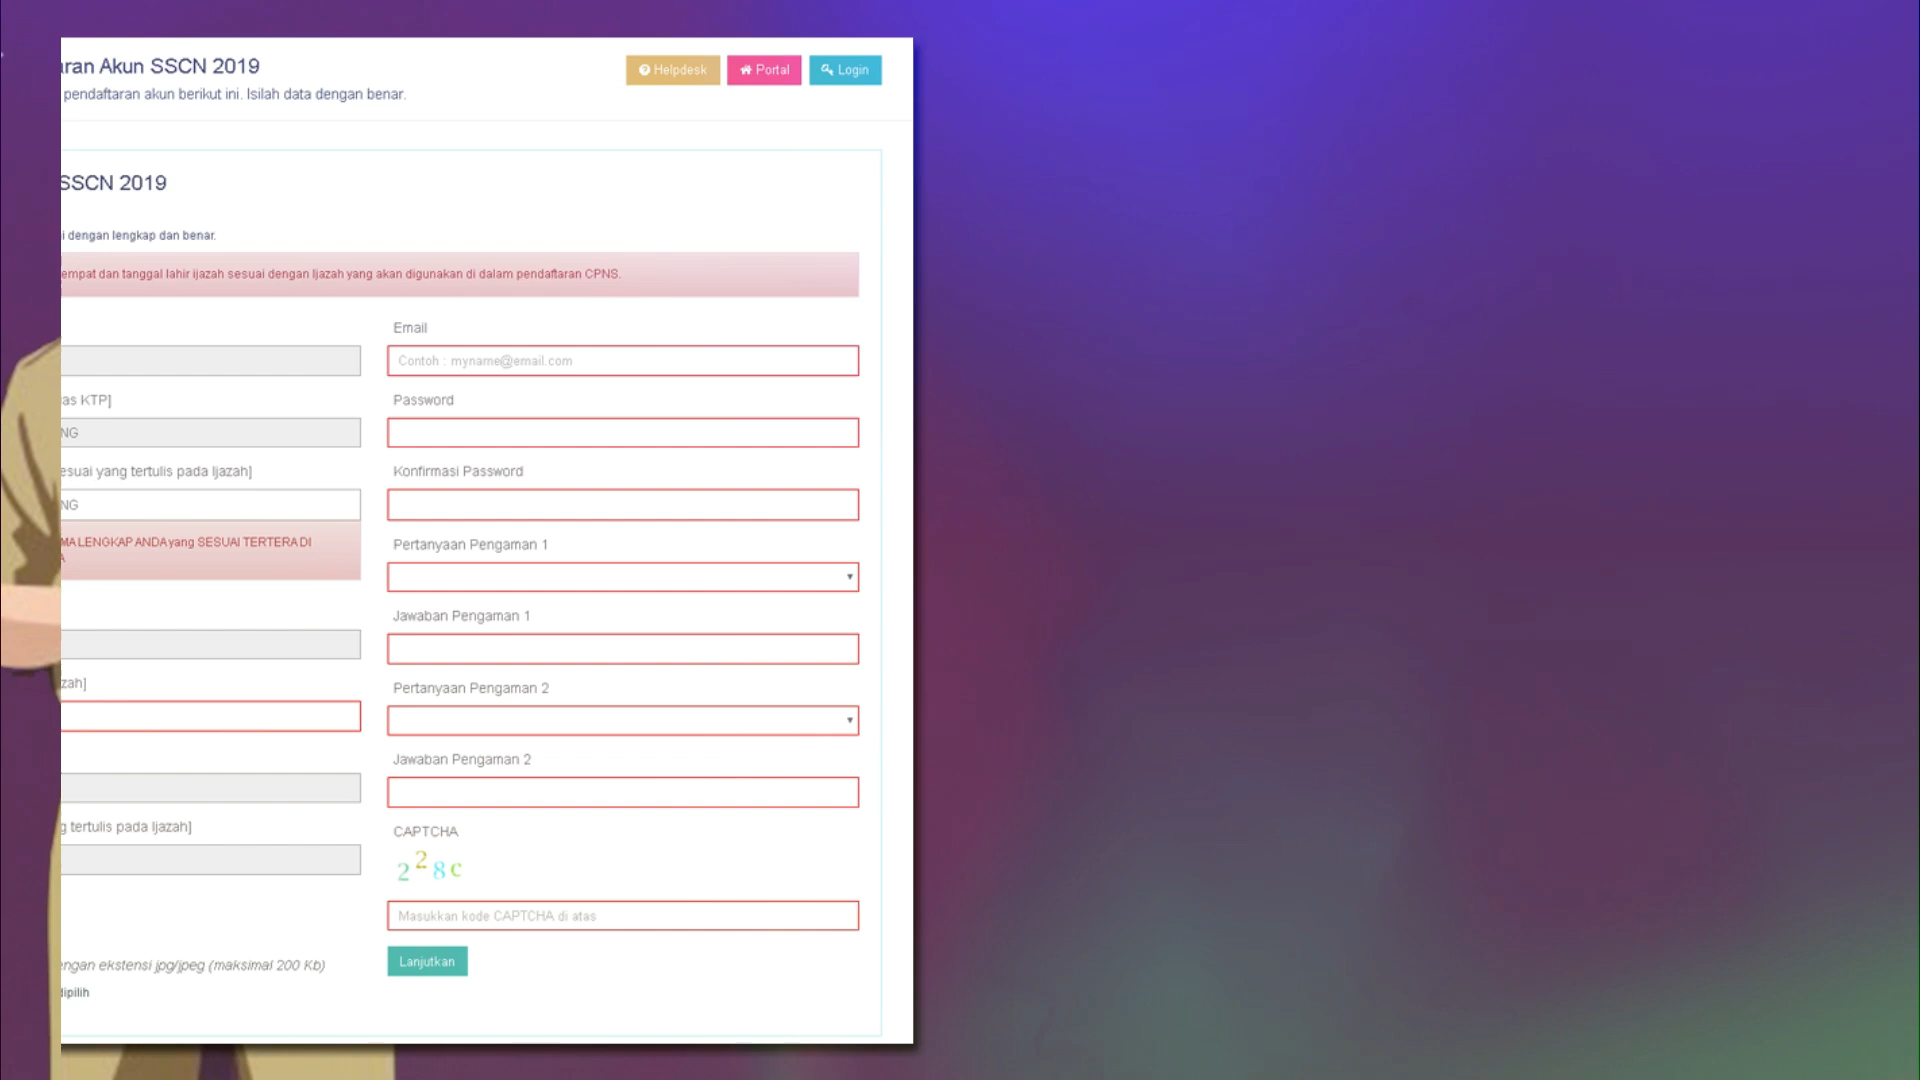 ran Akun SSCN 2019
Helpdesk
Portal
Login
pendaftaran akun berikut ini. Isilah data dengan benar.
SSCN 2019
i dengan lengkap dan benar.
empat dan tanggal lahir ijazah sesuai dengan Ijazah yang akan digunakan di dalam pendaftaran CPNS.
as KTP]
NG
esuai yang tertulis pada Ijazah]
NG
MA LENGKAP ANDA yang SESUAI TERTERA DI
A
zah]
g tertulis pada Ijazah]
engan ekstensi jpg/jpeg (maksimal 200 Kb)
dipilih
Email
Contoh : myname@email.com
Password
Konfirmasi Password
Pertanyaan Pengaman 1
Jawaban Pengaman 1
Pertanyaan Pengaman 2
Jawaban Pengaman 2
CAPTCHA
228c
Masukkan kode CAPTCHA di atas
Lanjutkan